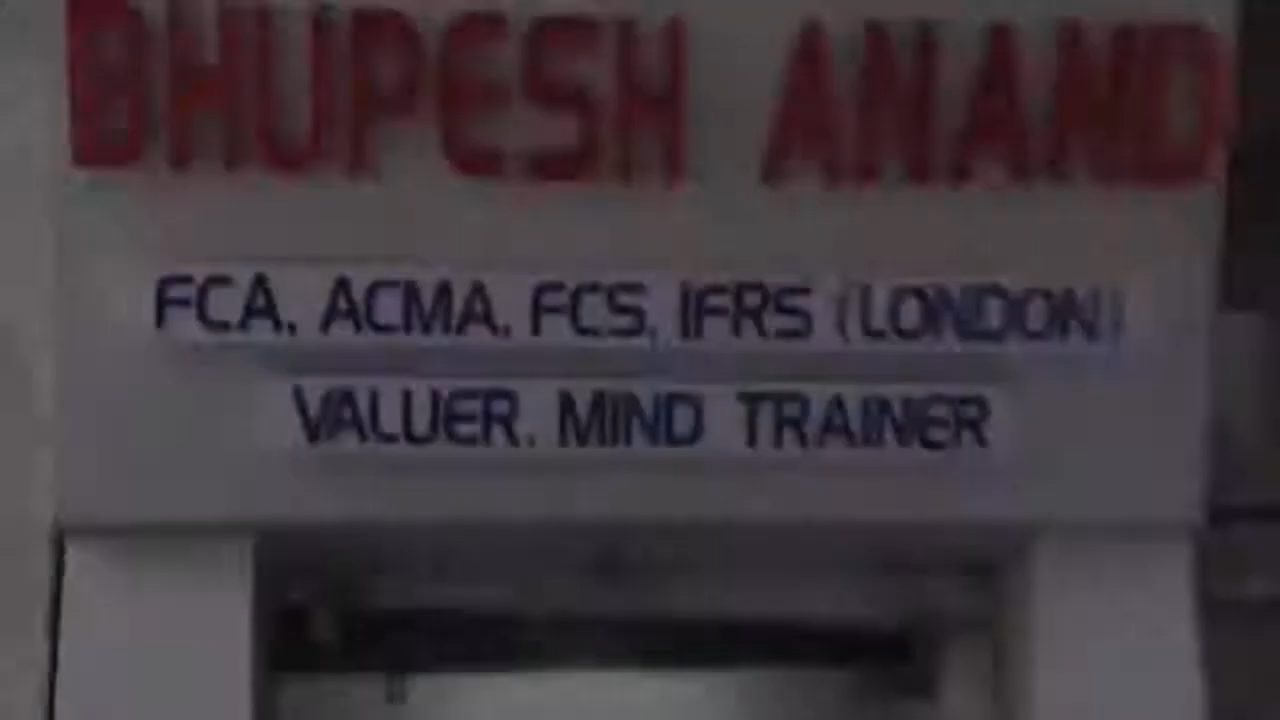 BHUPESH ANAND
FCA, ACMA, FCS, IFRS (LONDON)
VALUER, MIND TRAINER